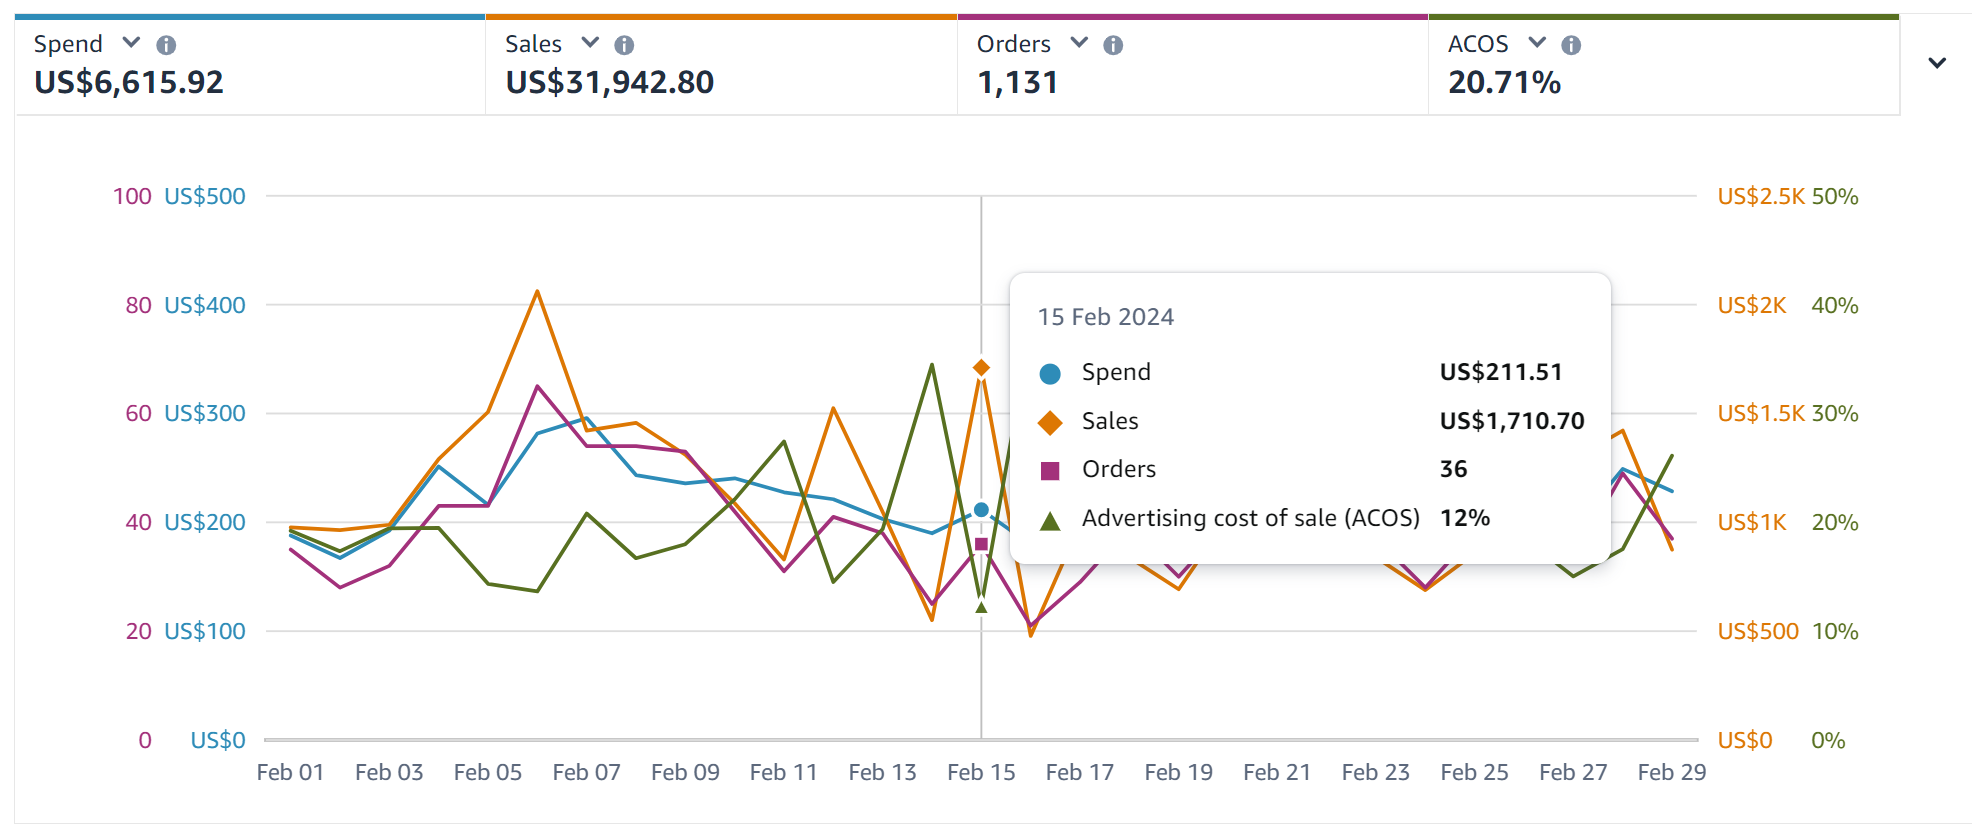 Spend Sales Orders ACOS
US$6,615.92 US$31,942.80 1,131 20.71%
100 US$500 US$2.5K 50%
80 US$400 US$2K 40%
60 US$300 US$1.5K 30%
40 US$200 US$1K 20%
20 US$100 US$500 10%
0 US$0 US$0 0%
15 Feb 2024
Spend US$211.51
Sales US$1,710.70
Orders 36
Advertising cost of sale (ACOS) 12%
Feb 01 Feb 03 Feb 05 Feb 07 Feb 09 Feb 11 Feb 13 Feb 15 Feb 17 Feb 19 Feb 21 Feb 23 Feb 25 Feb 27 Feb 29